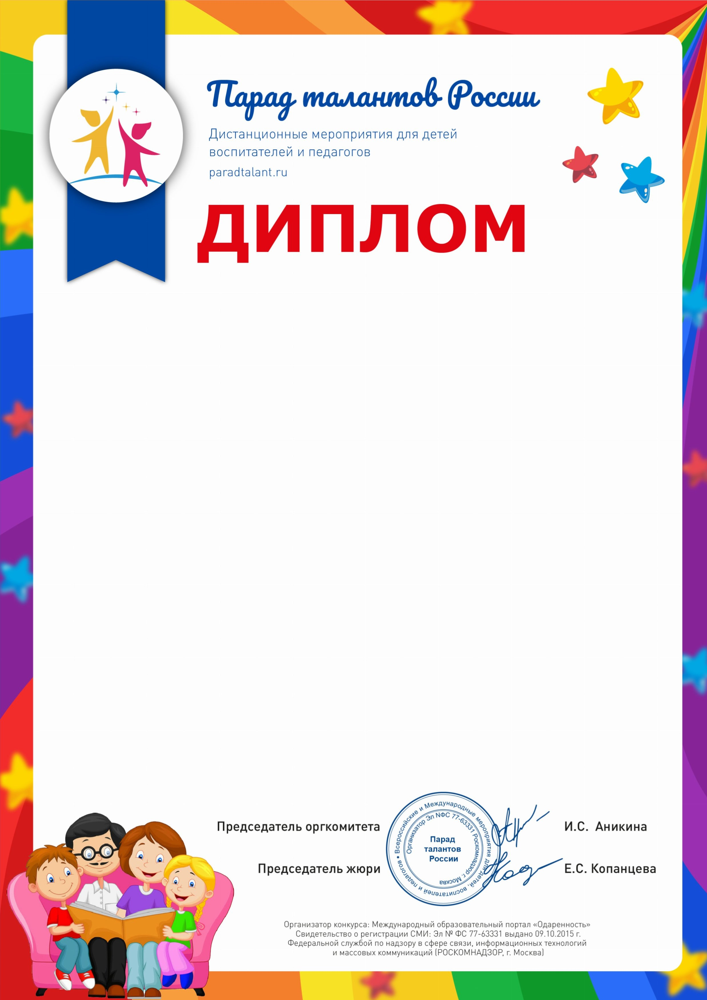 Парад талантов России
Дистанционные мероприятия для детей
воспитателей и педагогов
paradtalant.ru
ДИПЛОМ
Председатель оргкомитета
И.С. Аникина
Председатель жюри
Е.С. Копанцева
• Всероссийские и Международные мероприятия для детей, воспитателей и педагогов
Организатор Эл NФС 77-63331 Роскомнадзор г. Москва
Парад
талантов
России
Организатор конкурса: Международный образовательный портал «Одаренность»
Свидетельство о регистрации СМИ: Эл № ФС 77-63331 выдано 09.10.2015 г.
Федеральной службой по надзору в сфере связи, информационных технологий
и массовых коммуникаций (РОСКОМНАДЗОР, г. Москва)